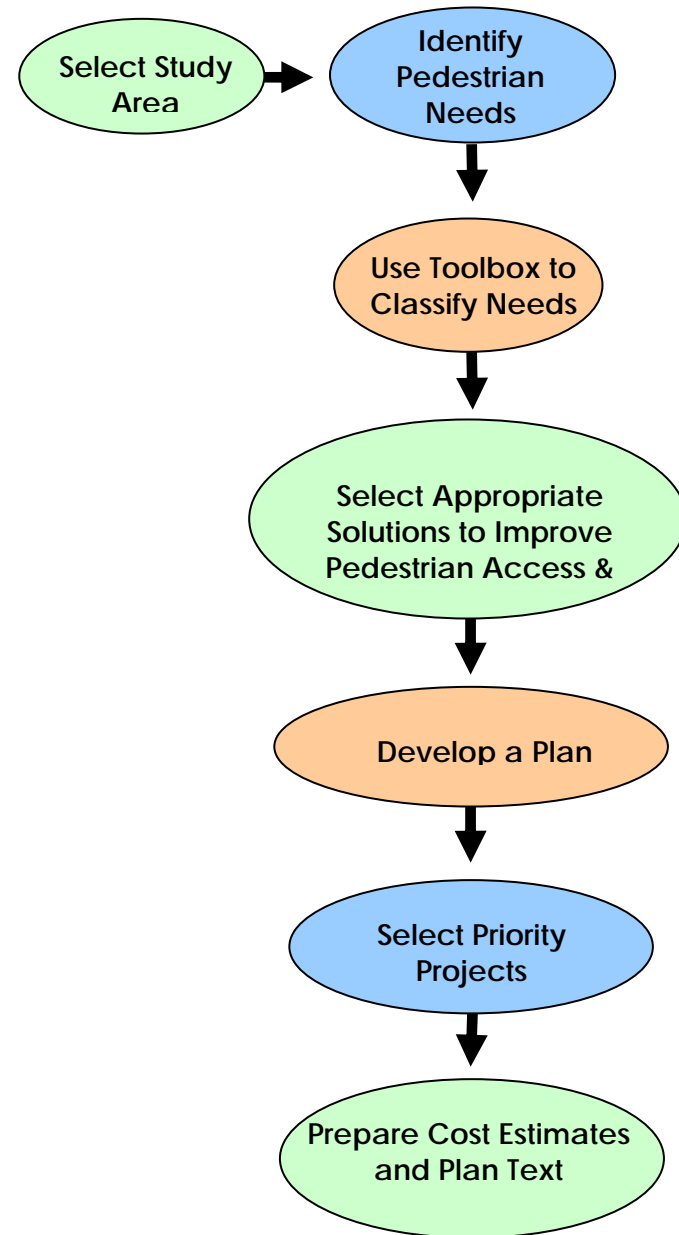 Select Study
Area
Identify
Pedestrian
Needs
Use Toolbox to
Classify Needs
Select Appropriate
Solutions to Improve
Pedestrian Access &
Develop a Plan
Select Priority
Projects
Prepare Cost Estimates
and Plan Text